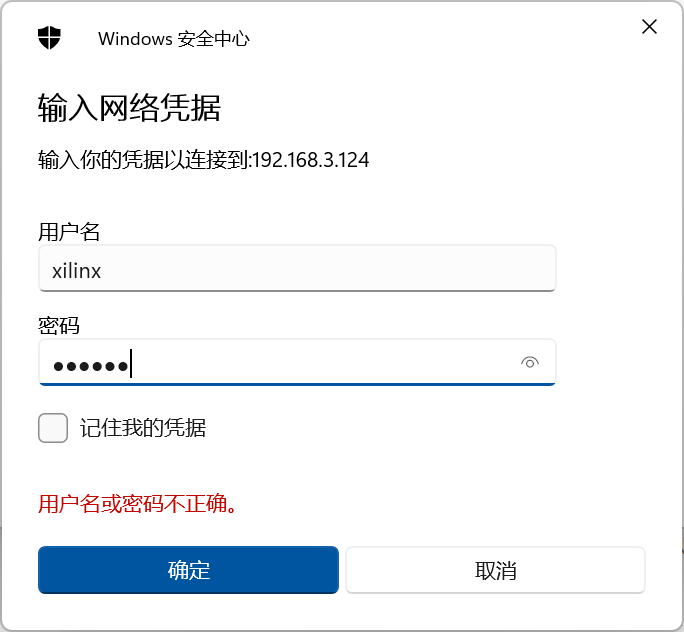 Windows 安全中心
输入网络凭据
输入你的凭据以连接到:192.168.3.124
用户名
xilinx
密码
●●●●●●
记住我的凭据
用户名或密码不正确。
确定
取消